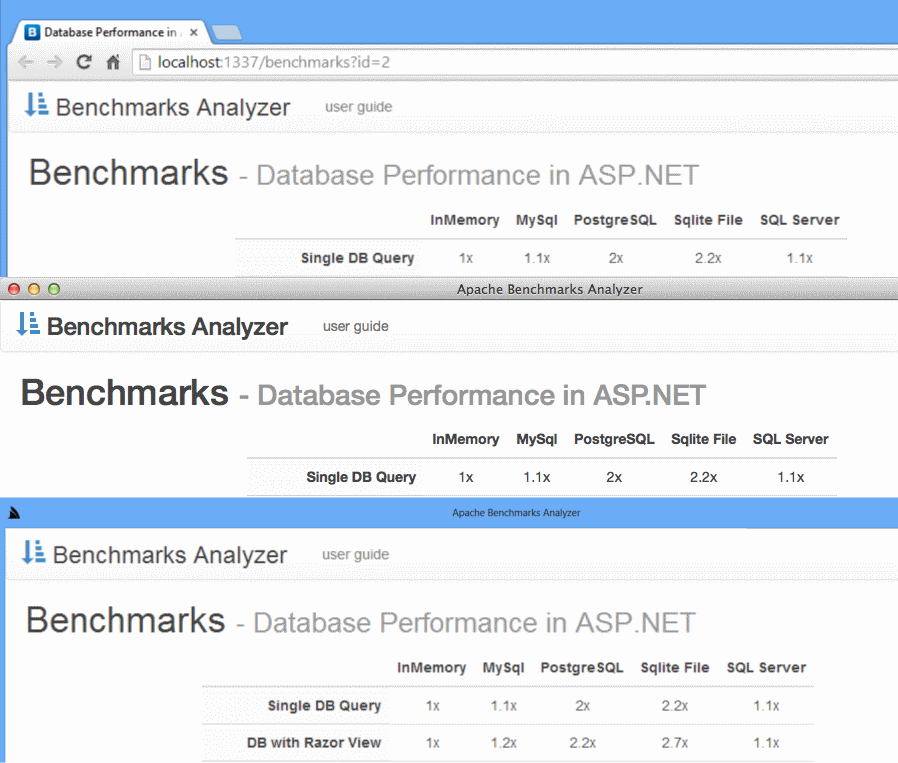 B Database Performance in
localhost:1337/benchmarks?id=2
Benchmarks Analyzer user guide
Benchmarks - Database Performance in ASP.NET
InMemory MySql PostgreSQL Sqlite File SQL Server
Single DB Query 1x 1.1x 2x 2.2x 1.1x
Apache Benchmarks Analyzer
Benchmarks Analyzer user guide
Benchmarks - Database Performance in ASP.NET
InMemory MySql PostgreSQL Sqlite File SQL Server
Single DB Query 1x 1.1x 2x 2.2x 1.1x
Apache Benchmarks Analyzer
Benchmarks Analyzer user guide
Benchmarks - Database Performance in ASP.NET
InMemory MySql PostgreSQL Sqlite File SQL Server
Single DB Query 1x 1.1x 2x 2.2x 1.1x
DB with Razor View 1x 1.2x 2.2x 2.7x 1.1x